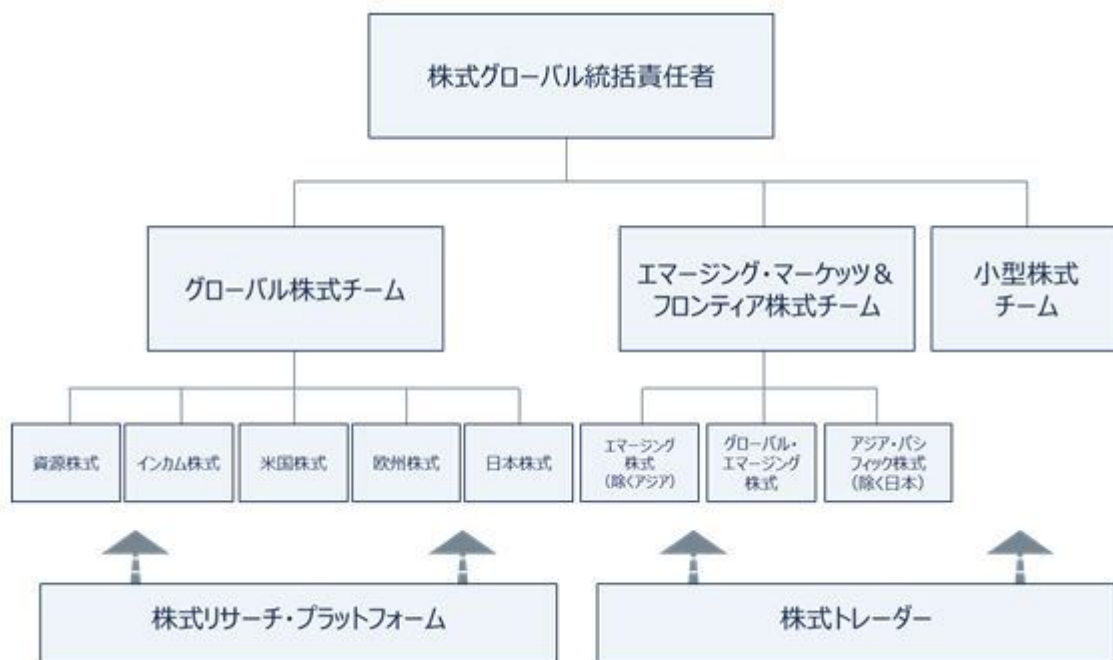 株式グローバル統括責任者
グローバル株式チーム
エマージング・マーケッツ&
フロンティア株式チーム
小型株式
チーム
資源株式
インカム株式
米国株式
欧州株式
日本株式
エマージング
株式
(除くアジア)
グローバル・
エマージング
株式
アジア・パシ
フィック株式
(除く日本)
株式リサーチ・プラットフォーム
株式トレーダー